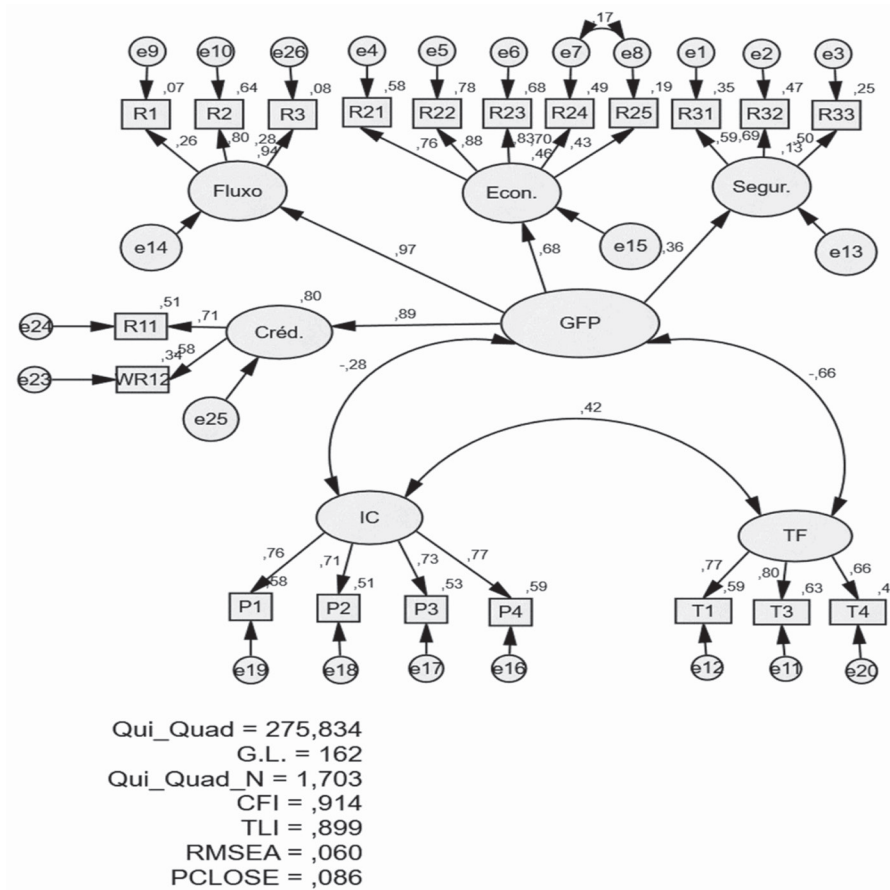 ,17
e9 e10 e26 e4 e5 e6 e7 e8 e1 e2 e3
,07 ,64 ,08 ,58 ,78 ,68 ,49 ,19 ,35 ,47 ,25
R1 R2 R3 R21 R22 R23 R24 R25 R31 R32 R33
,26 ,80 ,28 ,76 ,88 ,83 ,70 ,43 ,59 ,69 ,50
,94 ,46 ,13
Fluxo Econ. Segur.
e14 e15 e13
,97 ,68 ,36
,80
,51
e24 R11 ,71 Créd. ,89 GFP
,34 ,58
e23 WR12
e25
-,28 -,66
,42
IC TF
,76 ,71 ,73 ,77 ,77 ,80 ,66
,58 ,51 ,53 ,59 ,59 ,63
P1 P2 P3 P4 T1 T3 T4
e19 e18 e17 e16 e12 e11 e20
Qui_Quad = 275,834
G.L. = 162
Qui_Quad_N = 1,703
CFI = ,914
TLI = ,899
RMSEA = ,060
PCLOSE = ,086